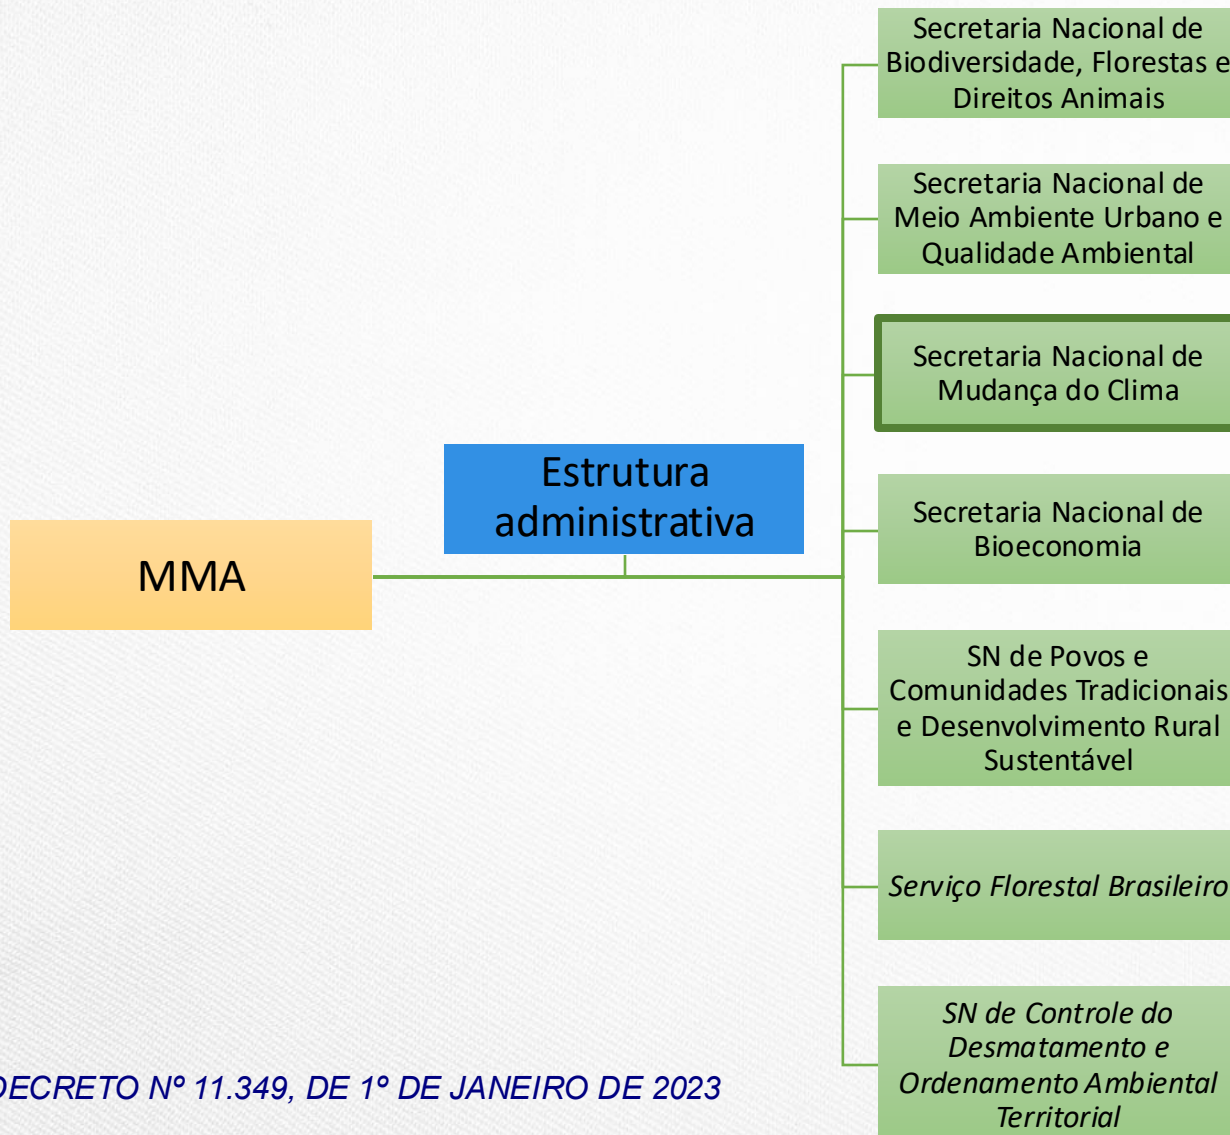 Secretaria Nacional de
Biodiversidade, Florestas e
Direitos Animais
Secretaria Nacional de
Meio Ambiente Urbano e
Qualidade Ambiental
Secretaria Nacional de
Mudança do Clima
Estrutura
administrativa
Secretaria Nacional de
Bioeconomia
MMA
SN de Povos e
Comunidades Tradicionais
e Desenvolvimento Rural
Sustentável
Serviço Florestal Brasileiro
SN de Controle do
Desmatamento e
Ordenamento Ambiental
Territorial
DECRETO Nº 11.349, DE 1º DE JANEIRO DE 2023